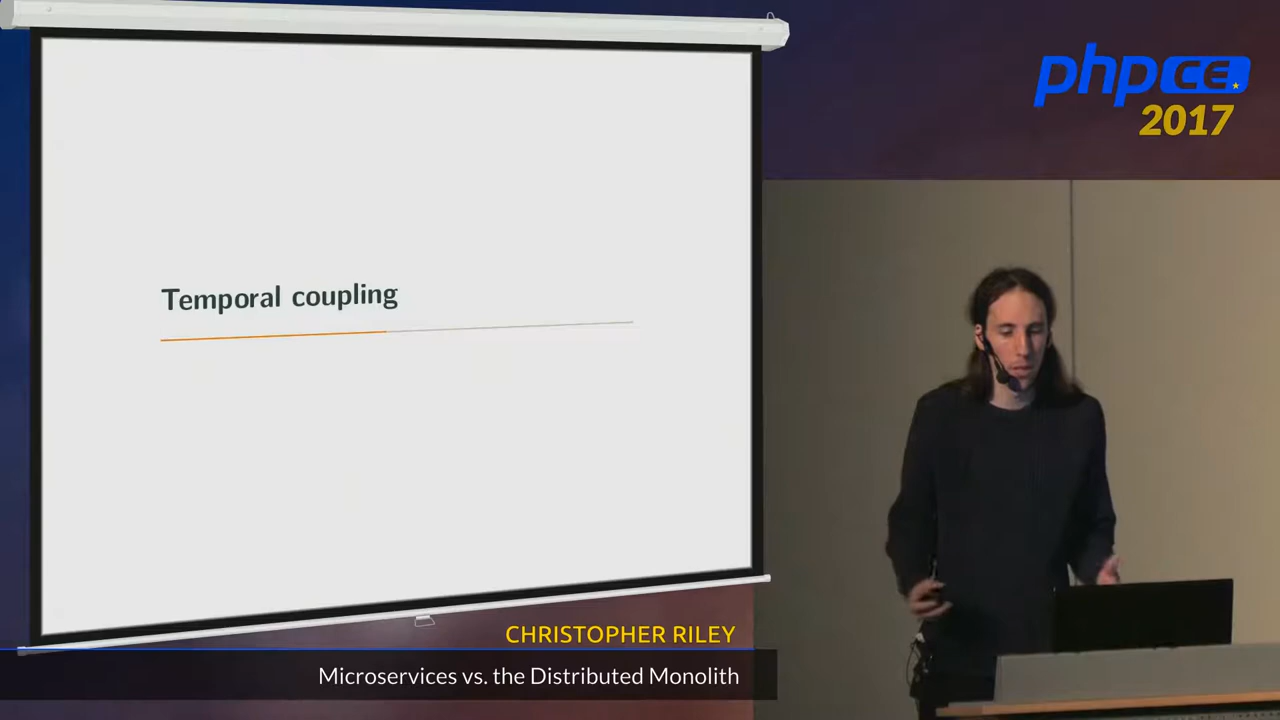 Temporal coupling
phpCE
2017
CHRISTOPHER RILEY
Microservices vs. the Distributed Monolith